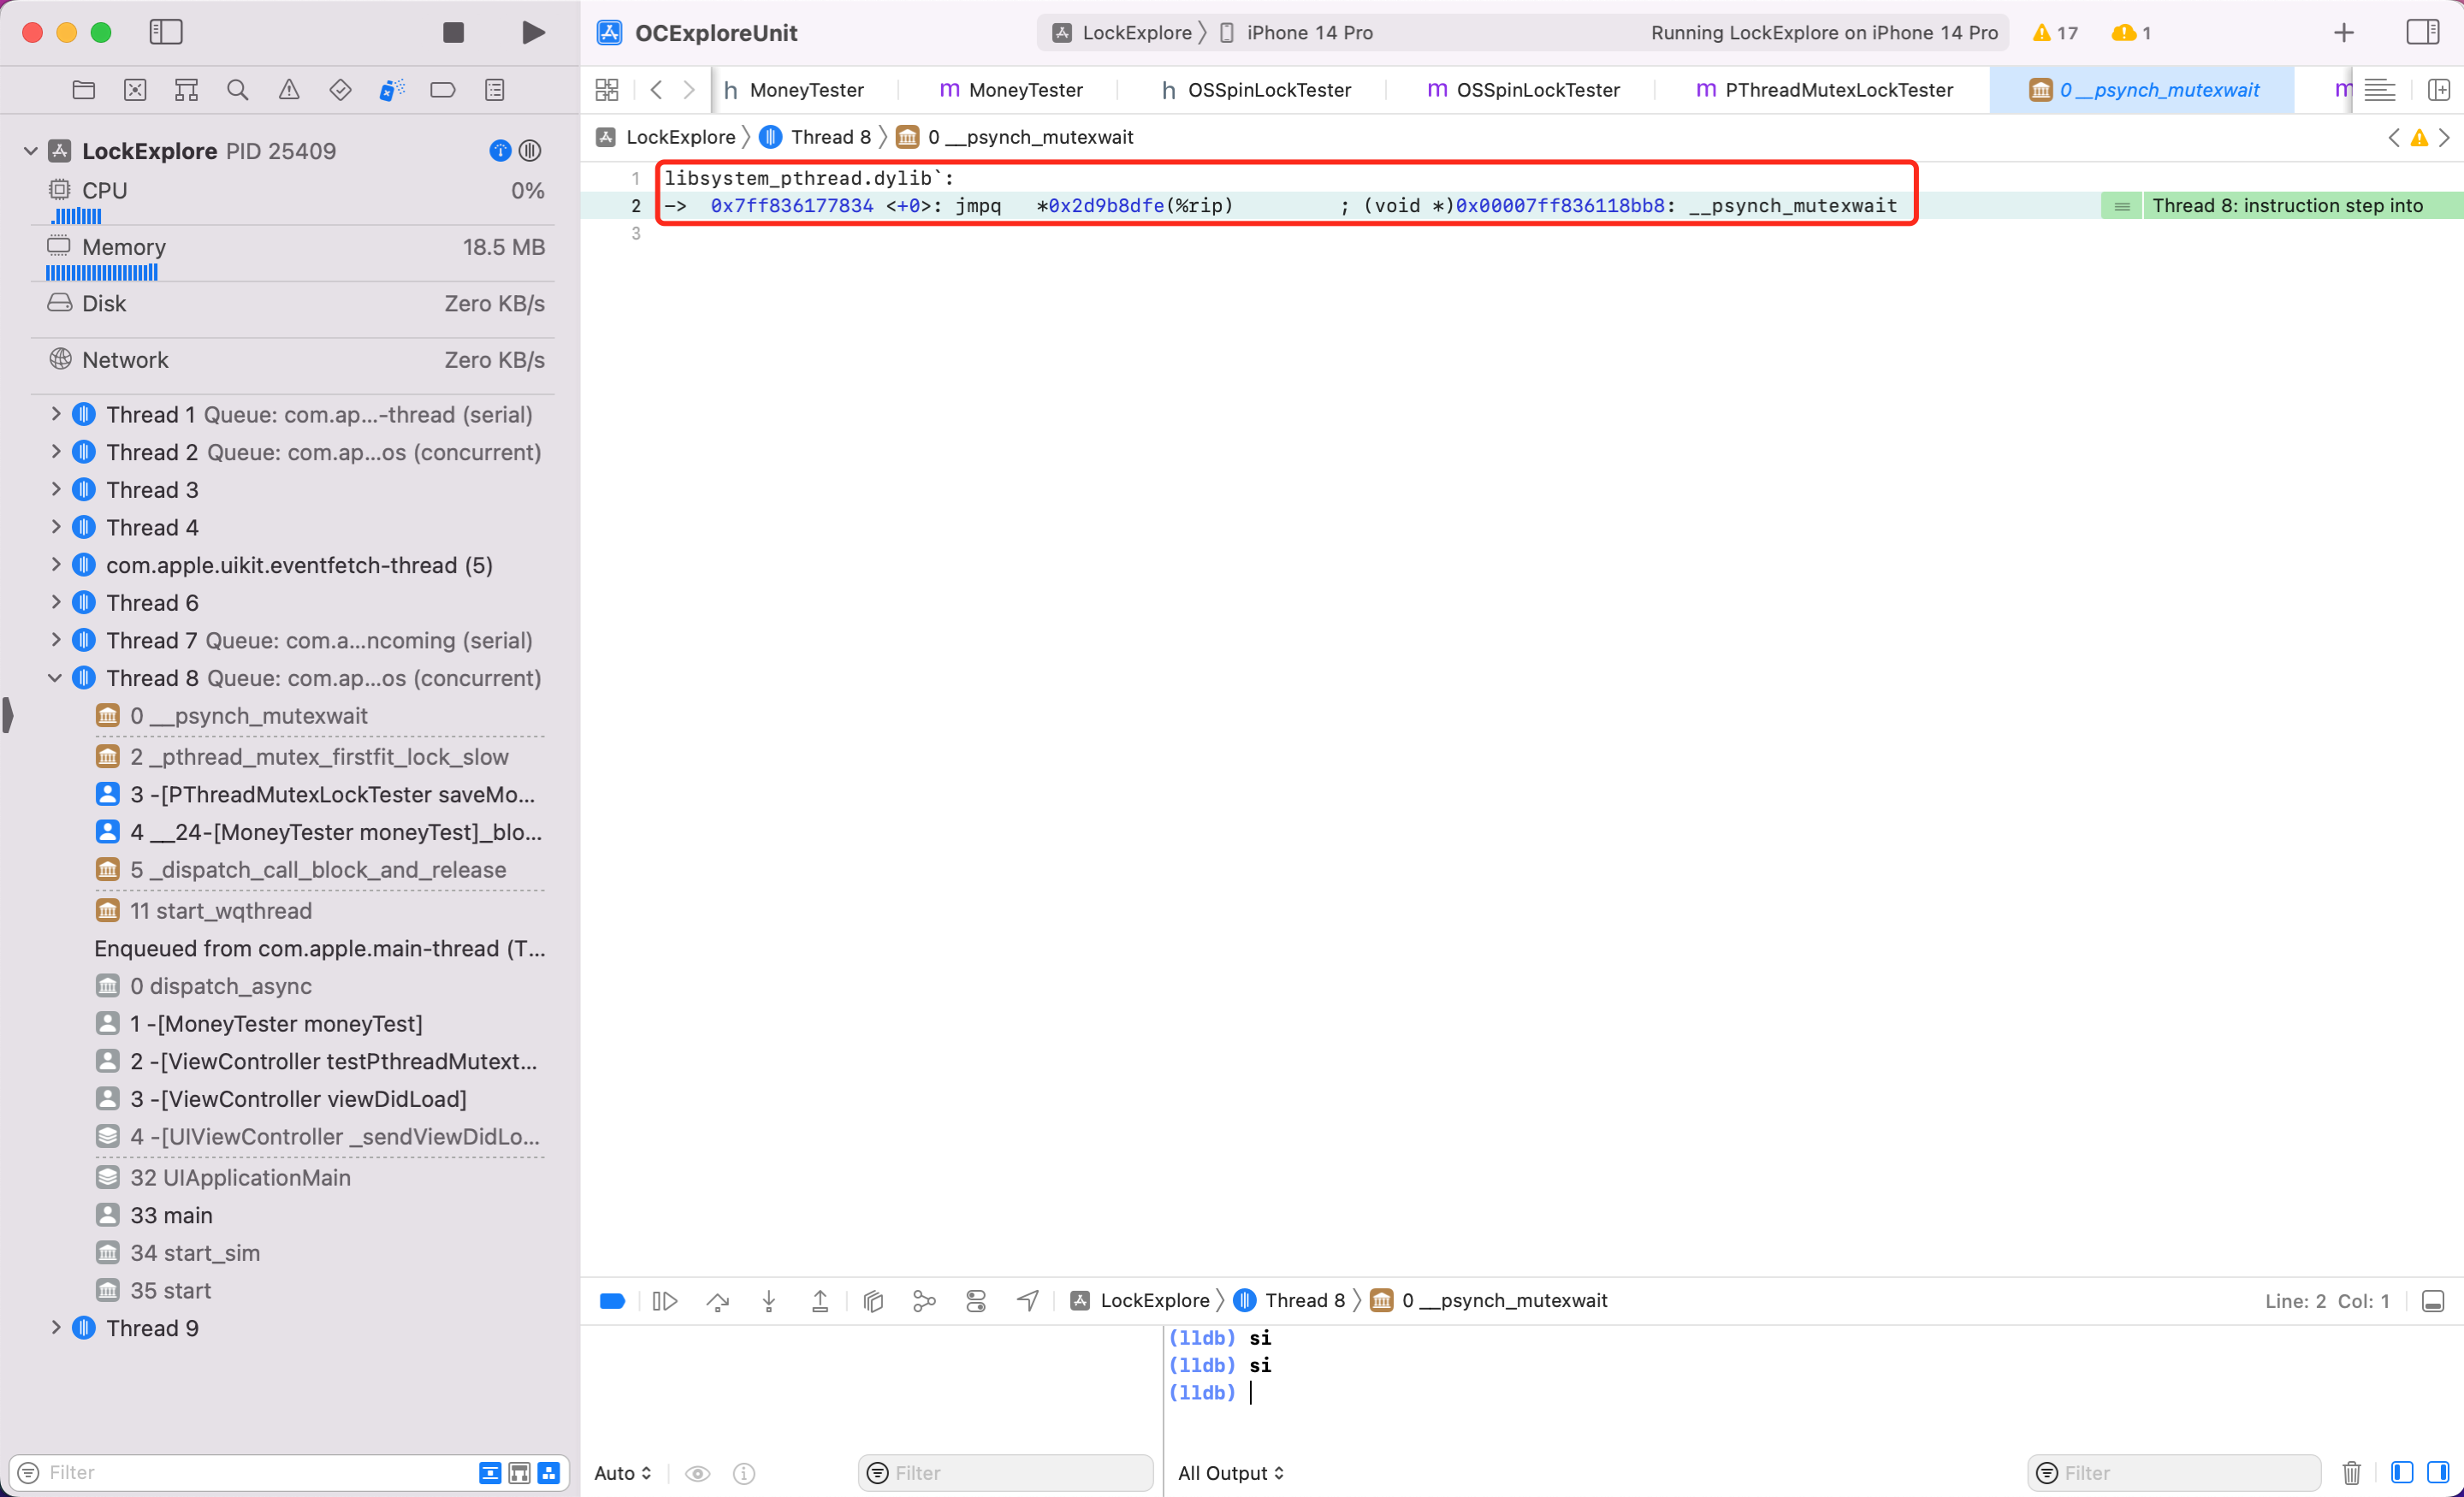 OCExploreUnit
LockExplore 〉 iPhone 14 Pro
Running LockExplore on iPhone 14 Pro
17
1
h MoneyTester
m MoneyTester
h OSSpinLockTester
m OSSpinLockTester
m PThreadMutexLockTester
0 __psynch_mutexwait
m
LockExplore PID 25409
CPU 0%
Memory 18.5 MB
Disk Zero KB/s
Network Zero KB/s
Thread 1 Queue: com.ap...-thread (serial)
Thread 2 Queue: com.ap...os (concurrent)
Thread 3
Thread 4
com.apple.uikit.eventfetch-thread (5)
Thread 6
Thread 7 Queue: com.a...ncoming (serial)
Thread 8 Queue: com.ap...os (concurrent)
0 __psynch_mutexwait
2 _pthread_mutex_firstfit_lock_slow
3 -[PThreadMutexLockTester saveMo...
4 __24-[MoneyTester moneyTest]_blo...
5 _dispatch_call_block_and_release
11 start_wqthread
Enqueued from com.apple.main-thread (T...
0 dispatch_async
1 -[MoneyTester moneyTest]
2 -[ViewController testPthreadMutext...
3 -[ViewController viewDidLoad]
4 -[UIViewController _sendViewDidLo...
32 UIApplicationMain
33 main
34 start_sim
35 start
Thread 9
Filter
LockExplore 〉 Thread 8 〉 0 __psynch_mutexwait
1 libsystem_pthread.dylib`:
2 -> 0x7ff836177834 <+0>: jmpq *0x2d9b8dfe(%rip) ; (void *)0x00007ff836118bb8: __psynch_mutexwait
Thread 8: instruction step into
3
LockExplore 〉 Thread 8 〉 0 __psynch_mutexwait
Line: 2 Col: 1
(lldb) si
(lldb) si
(lldb)
Auto
Filter
All Output
Filter